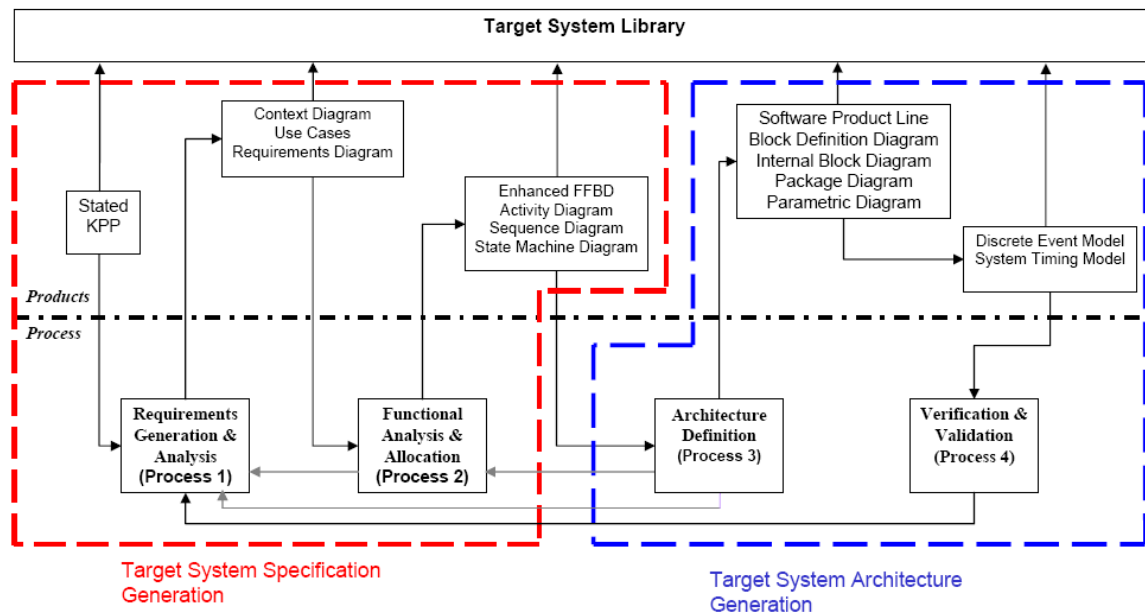 Target System Library
Context Diagram
Use Cases
Requirements Diagram
Software Product Line
Block Definition Diagram
Internal Block Diagram
Package Diagram
Parametric Diagram
Stated
KPP
Enhanced FFBD
Activity Diagram
Sequence Diagram
State Machine Diagram
Discrete Event Model
System Timing Model
Products
Process
Requirements
Generation &
Analysis
(Process 1)
Functional
Analysis &
Allocation
(Process 2)
Architecture
Definition
(Process 3)
Verification &
Validation
(Process 4)
Target System Specification
Generation
Target System Architecture
Generation